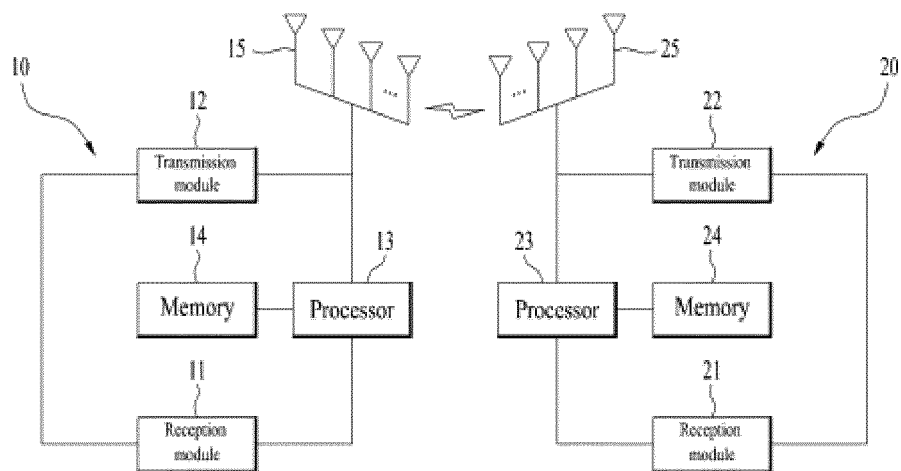 15
25
10
20
12
22
Transmission
module
Transmission
module
14
13
23
24
Memory
Processor
Processor
Memory
11
21
Reception
module
Reception
module